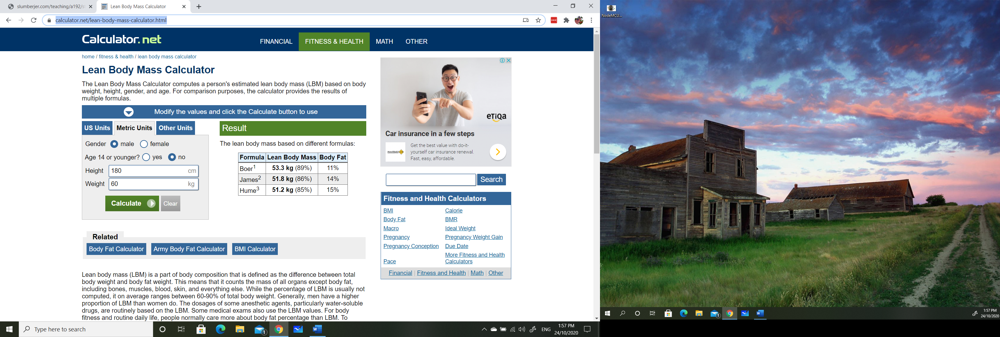 slumberjer.com/teaching/a192/s
Lean Body Mass Calculator
calculator.net/lean-body-mass-calculator.html
Calculator.net
FINANCIAL
FITNESS & HEALTH
MATH
OTHER
home / fitness & health / lean body mass calculator
Lean Body Mass Calculator
The Lean Body Mass Calculator computes a person's estimated lean body mass (LBM) based on body
weight, height, gender, and age. For comparison purposes, the calculator provides the results of
multiple formulas.
Modify the values and click the Calculate button to use
US Units
Metric Units
Other Units
Gender male female
Age 14 or younger? yes no
Height 180 cm
Weight 60 kg
Calculate
Clear
Result
The lean body mass based on different formulas:
Formula Lean Body Mass Body Fat
Boer1 53.3 kg (89%) 11%
James2 51.8 kg (86%) 14%
Hume3 51.2 kg (85%) 15%
Related
Body Fat Calculator
Army Body Fat Calculator
BMI Calculator
Lean body mass (LBM) is a part of body composition that is defined as the difference between total
body weight and body fat weight. This means that it counts the mass of all organs except body fat,
including bones, muscles, blood, skin, and everything else. While the percentage of LBM is usually not
computed, it on average ranges between 60-90% of total body weight. Generally, men have a higher
proportion of LBM than women do. The dosages of some anesthetic agents, particularly water-soluble
drugs, are routinely based on the LBM. Some medical exams also use the LBM values. For body
fitness and routine daily life, people normally care more about body fat percentage than LBM. To
eTiQa
Car insurance in a few steps
Get the best value with do-it-
yourself car insurance renewal.
Fast, easy, affordable.
Search
Fitness and Health Calculators
BMI
Calorie
Body Fat
BMR
Macro
Ideal Weight
Pregnancy
Pregnancy Weight Gain
Pregnancy Conception
Due Date
Pace
More Fitness and Health
Calculators
Financial | Fitness and Health | Math | Other
Type here to search
1
W
ENG
1:57 PM
24/10/2020
NodeMCU...
1
W
1:57 PM
24/10/2020